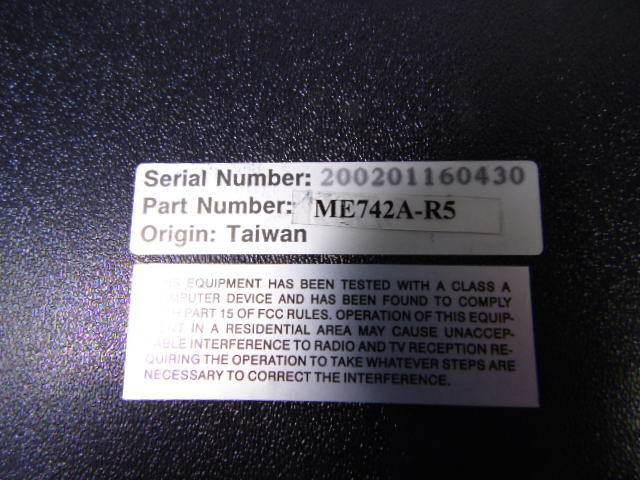 Serial Number: 200201160430
Part Number: ME742A-R5
Origin: Taiwan
EQUIPMENT HAS BEEN TESTED WITH A CLASS A
DEVICE AND HAS BEEN FOUND TO COMPLY
PART 15 OF FCC RULES. OPERATION OF THIS EQUIP-
IN A RESIDENTIAL AREA MAY CAUSE UNACCEP-
ABLE INTERFERENCE TO RADIO AND TV RECEPTION RE-
QUIRING THE OPERATION TO TAKE WHATEVER STEPS ARE
NECESSARY TO CORRECT THE INTERFERENCE.